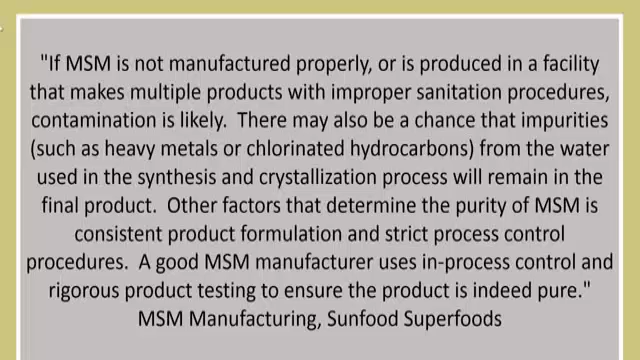 "If MSM is not manufactured properly, or is produced in a facility
that makes multiple products with improper sanitation procedures,
contamination is likely.  There may also be a chance that impurities
(such as heavy metals or chlorinated hydrocarbons) from the water
used in the synthesis and crystallization process will remain in the
final product.  Other factors that determine the purity of MSM is
consistent product formulation and strict process control
procedures.  A good MSM manufacturer uses in-process control and
rigorous product testing to ensure the product is indeed pure."
MSM Manufacturing, Sunfood Superfoods